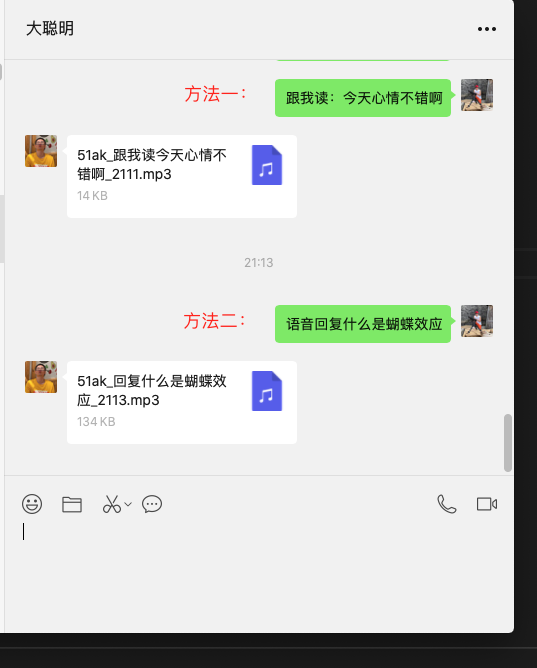 大聪明
方法一：
跟我读：今天心情不错啊
51ak_跟我读今天心情不
错啊_2111.mp3
14 KB
21:13
方法二：
语音回复什么是蝴蝶效应
51ak_回复什么是蝴蝶效
应_2113.mp3
134 KB